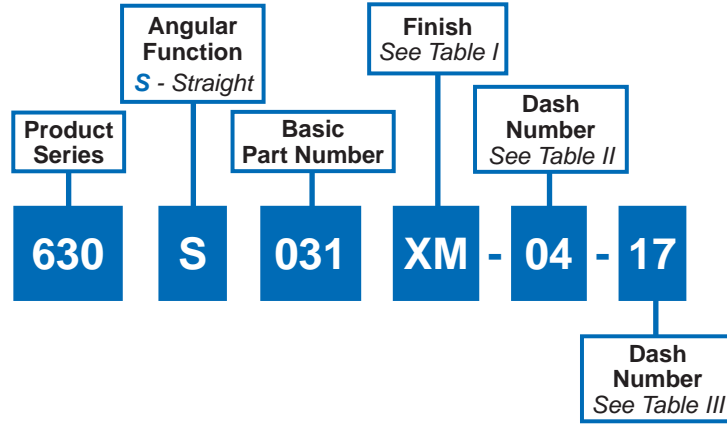 Angular
Function
S - Straight
Finish
See Table I
Product
Series
Basic
Part Number
Dash
Number
See Table II
630 S 031 XM - 04 - 17
Dash
Number
See Table III